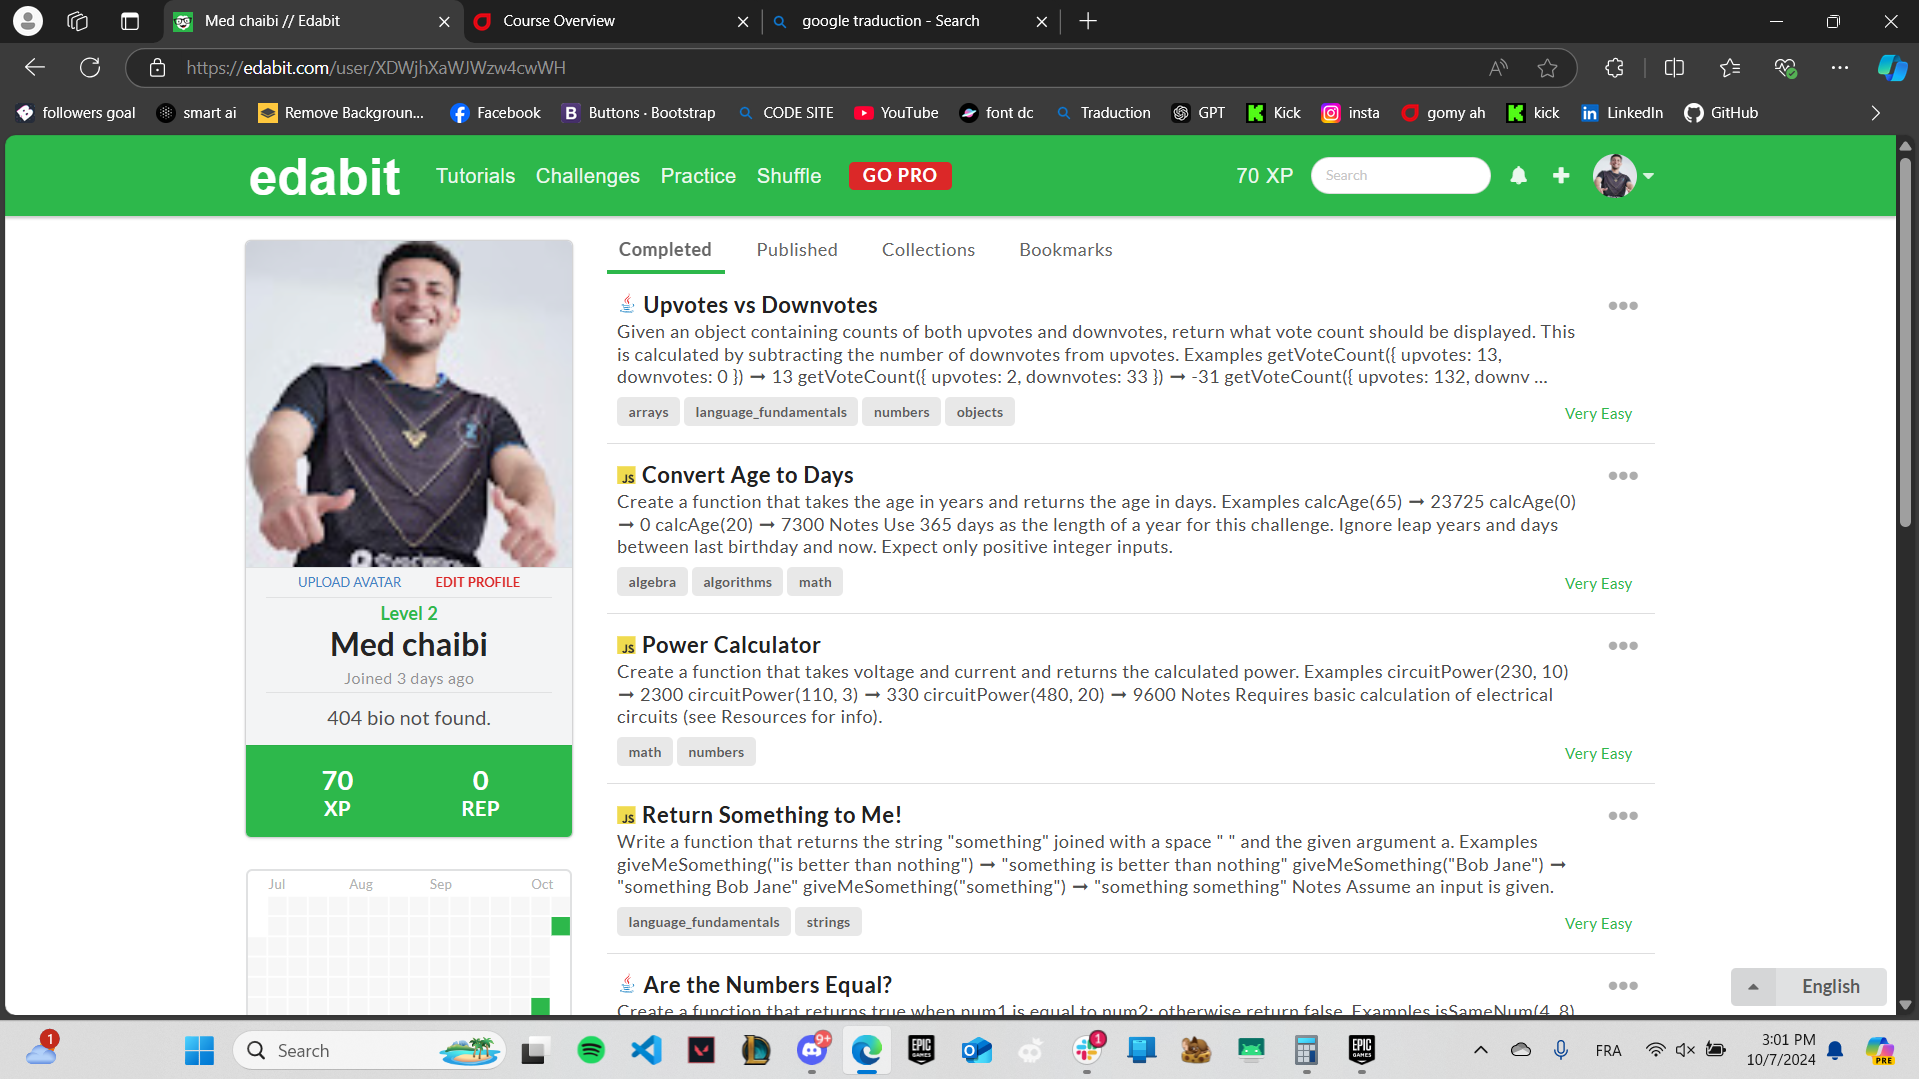 Med chaibi // Edabit
Course Overview
google traduction - Search
https://edabit.com/user/XDWjhXaWJWzw4cwWH
followers goal
smart ai
Remove Backgroun...
Facebook
Buttons · Bootstrap
CODE SITE
YouTube
font dc
Traduction
GPT
Kick
insta
gomy ah
kick
LinkedIn
GitHub
edabit
Tutorials
Challenges
Practice
Shuffle
GO PRO
70 XP
Search
Completed
Published
Collections
Bookmarks
UPLOAD AVATAR
EDIT PROFILE
Level 2
Med chaibi
Joined 3 days ago
404 bio not found.
70
XP
0
REP
Jul
Aug
Sep
Oct
Upvotes vs Downvotes
Given an object containing counts of both upvotes and downvotes, return what vote count should be displayed. This
is calculated by subtracting the number of downvotes from upvotes. Examples getVoteCount({ upvotes: 13,
downvotes: 0 }) ➞ 13 getVoteCount({ upvotes: 2, downvotes: 33 }) ➞ -31 getVoteCount({ upvotes: 132, downv ...
arrays
language_fundamentals
numbers
objects
Very Easy
JS
Convert Age to Days
Create a function that takes the age in years and returns the age in days. Examples calcAge(65) ➞ 23725 calcAge(0)
➞ 0 calcAge(20) ➞ 7300 Notes Use 365 days as the length of a year for this challenge. Ignore leap years and days
between last birthday and now. Expect only positive integer inputs.
algebra
algorithms
math
Very Easy
JS
Power Calculator
Create a function that takes voltage and current and returns the calculated power. Examples circuitPower(230, 10)
➞ 2300 circuitPower(110, 3) ➞ 330 circuitPower(480, 20) ➞ 9600 Notes Requires basic calculation of electrical
circuits (see Resources for info).
math
numbers
Very Easy
JS
Return Something to Me!
Write a function that returns the string "something" joined with a space " " and the given argument a. Examples
giveMeSomething("is better than nothing") ➞ "something is better than nothing" giveMeSomething("Bob Jane") ➞
"something Bob Jane" giveMeSomething("something") ➞ "something something" Notes Assume an input is given.
language_fundamentals
strings
Very Easy
Are the Numbers Equal?
Create a function that returns true when num1 is equal to num2; otherwise return false. Examples isSameNum(4, 8)
English
1
Search
9+
EPIC
GAMES
1
EPIC
GAMES
FRA
3:01 PM
10/7/2024
PRE